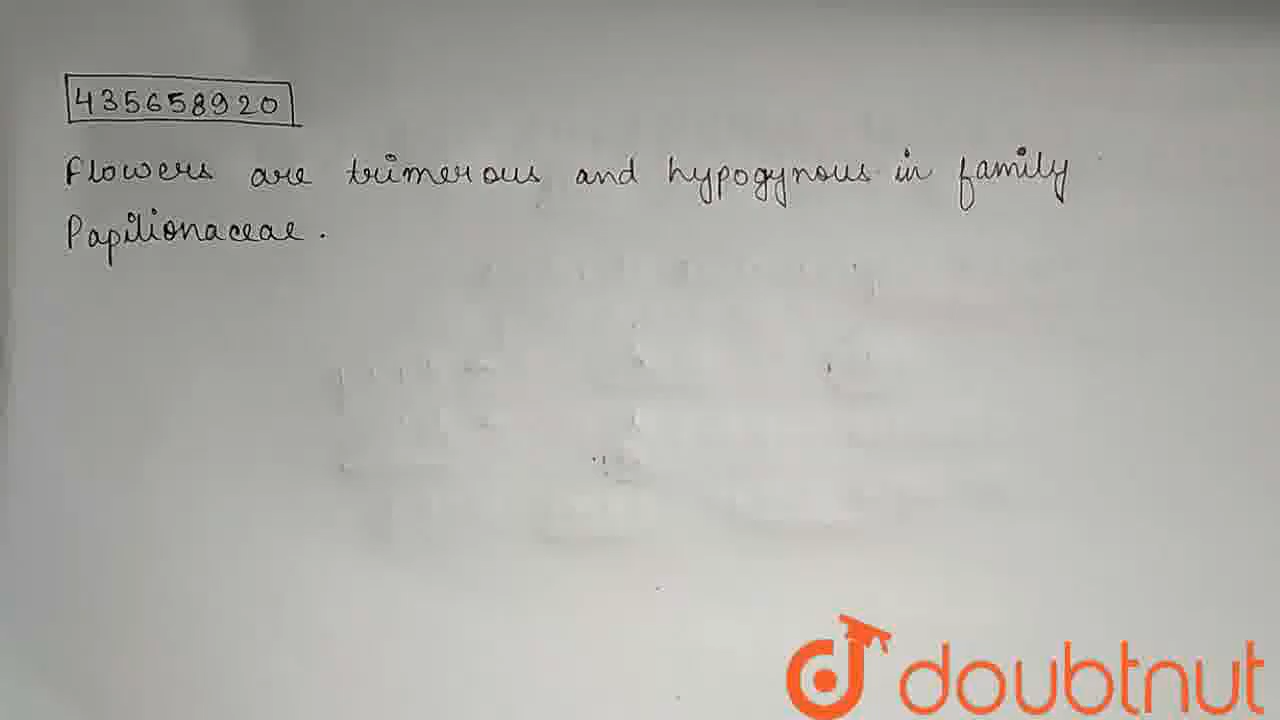 435658920
Flowers are trimerous and hypogynous in family
Papilionaceae.
doubtnut